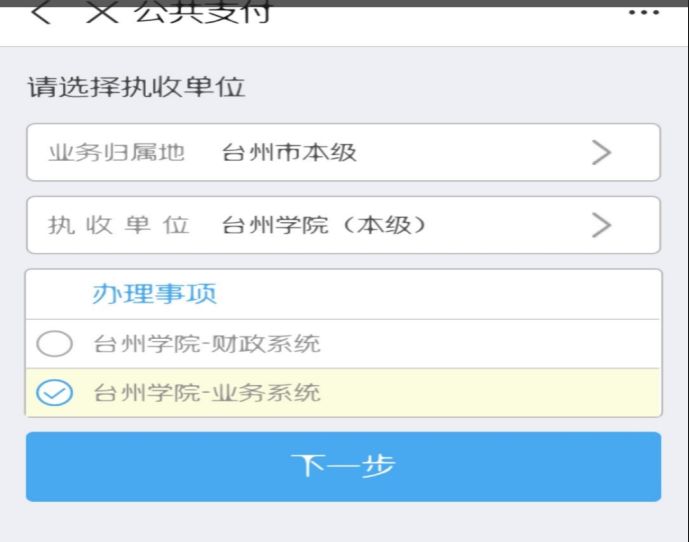 公共支付
请选择执收单位
业务归属地 台州市本级
执收单位 台州学院（本级）
办理事项
台州学院-财政系统
台州学院-业务系统
下一步